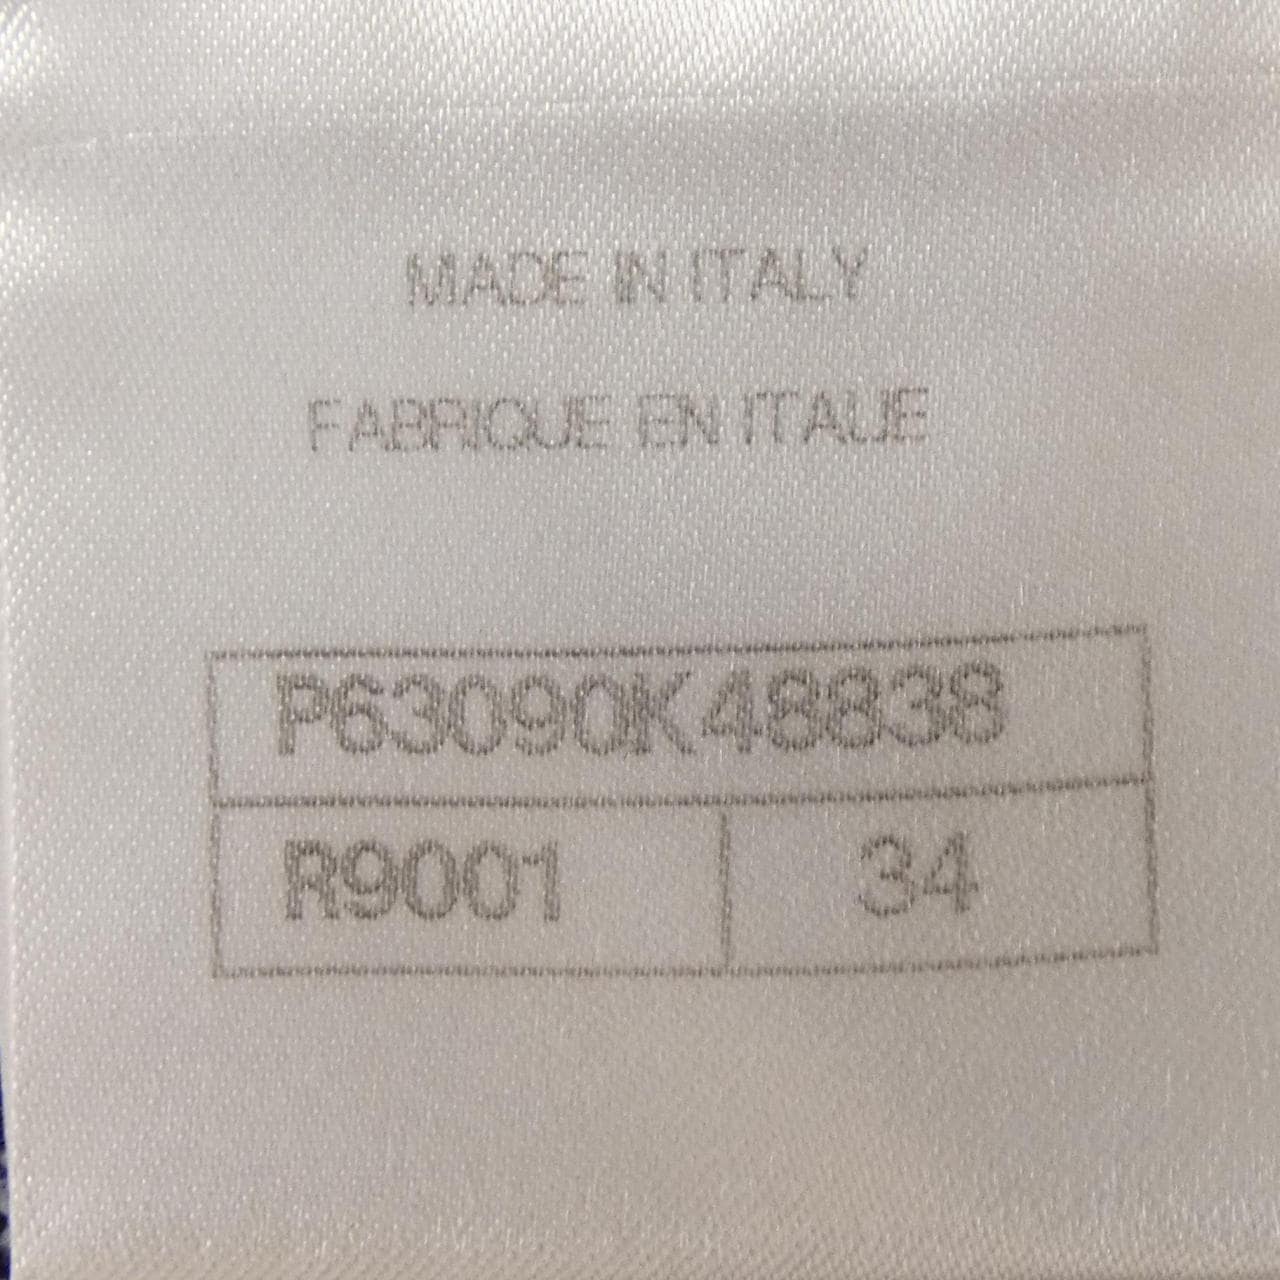 MADE IN ITALY
FABRIQUE EN ITALIE
P63090K48838
R9001 34